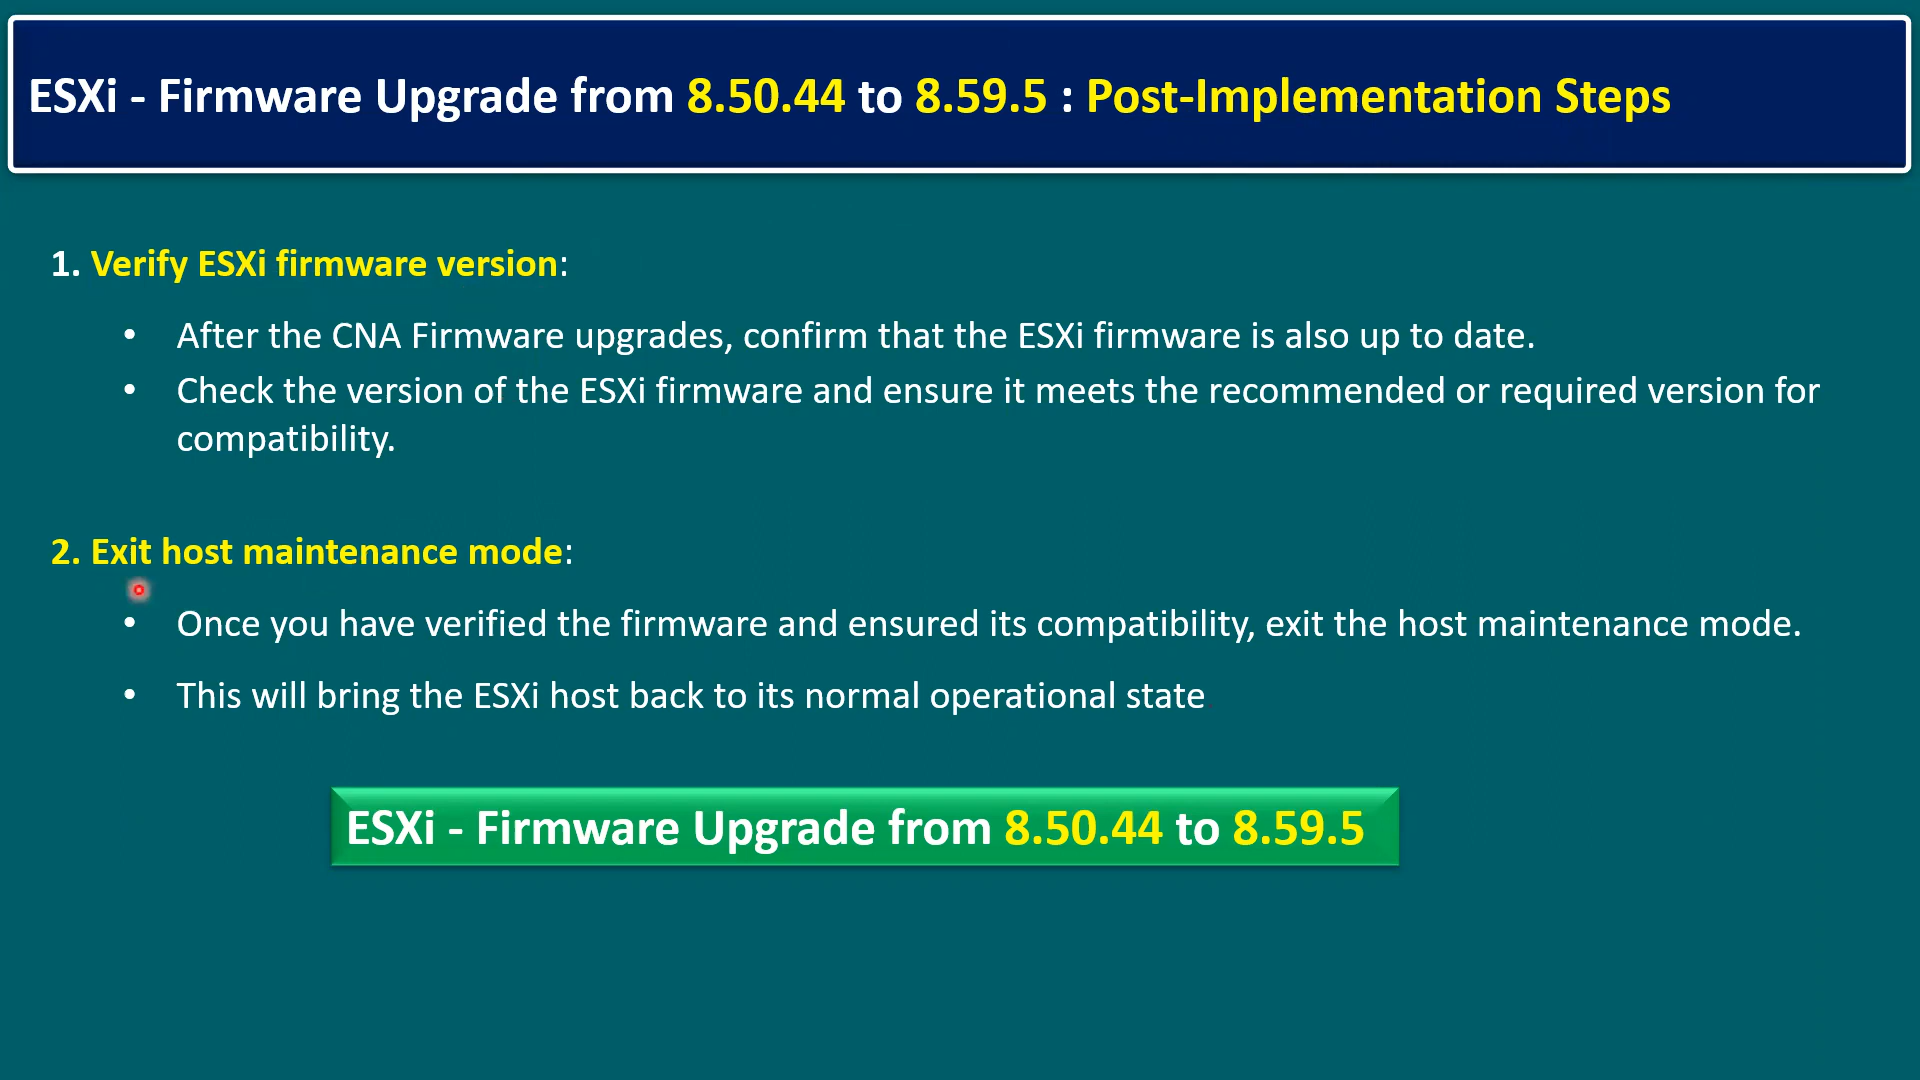 ESXi - Firmware Upgrade from 8.50.44 to 8.59.5 : Post-Implementation Steps
1. Verify ESXi firmware version:
• After the CNA Firmware upgrades, confirm that the ESXi firmware is also up to date.
• Check the version of the ESXi firmware and ensure it meets the recommended or required version for
compatibility.
2. Exit host maintenance mode:
• Once you have verified the firmware and ensured its compatibility, exit the host maintenance mode.
• This will bring the ESXi host back to its normal operational state.
ESXi - Firmware Upgrade from 8.50.44 to 8.59.5